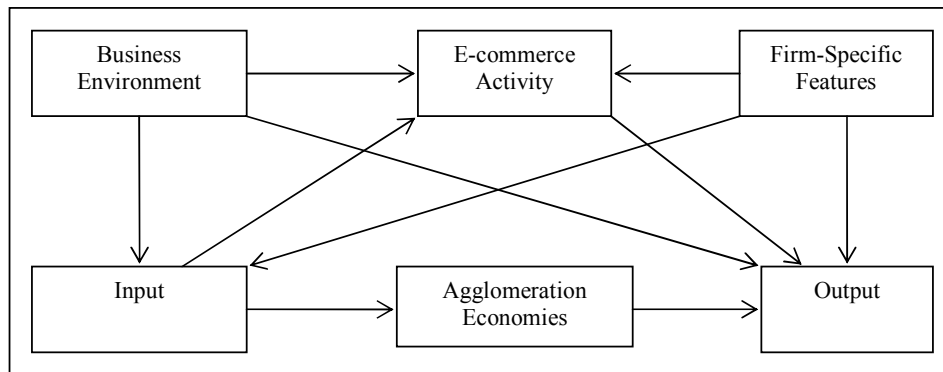 Business
Environment
E-commerce
Activity
Firm-Specific
Features
Input
Agglomeration
Economies
Output